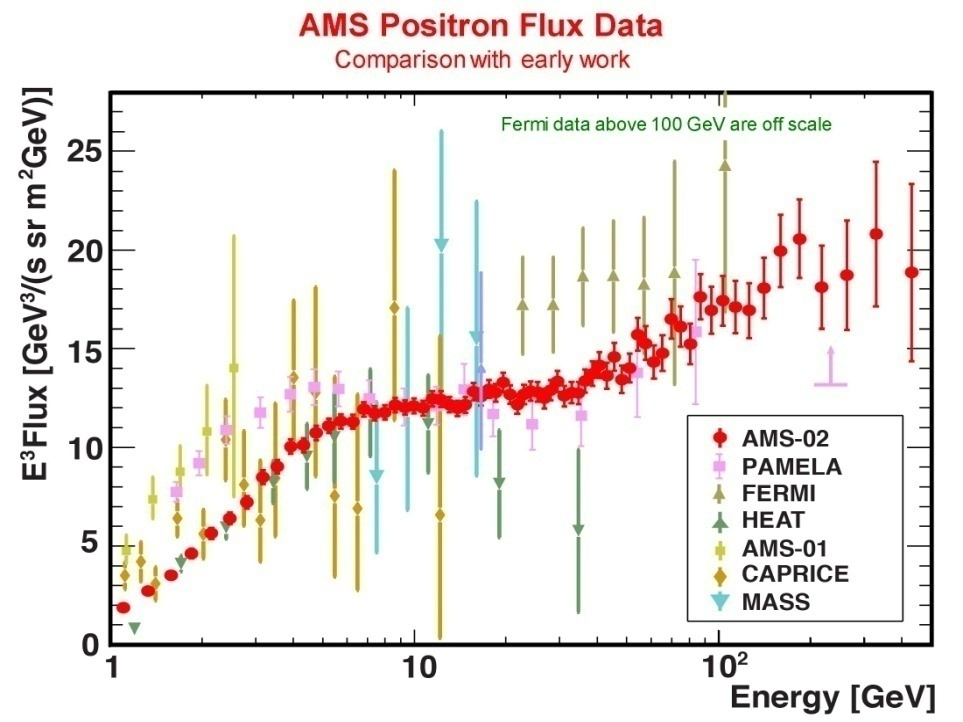 AMS Positron Flux Data
Comparison with early work
Fermi data above 100 GeV are off scale
E³Flux [GeV³/(s sr m²GeV)]
25
20
15
10
5
0
1
10
10²
Energy [GeV]
AMS-02
PAMELA
FERMI
HEAT
AMS-01
CAPRICE
MASS